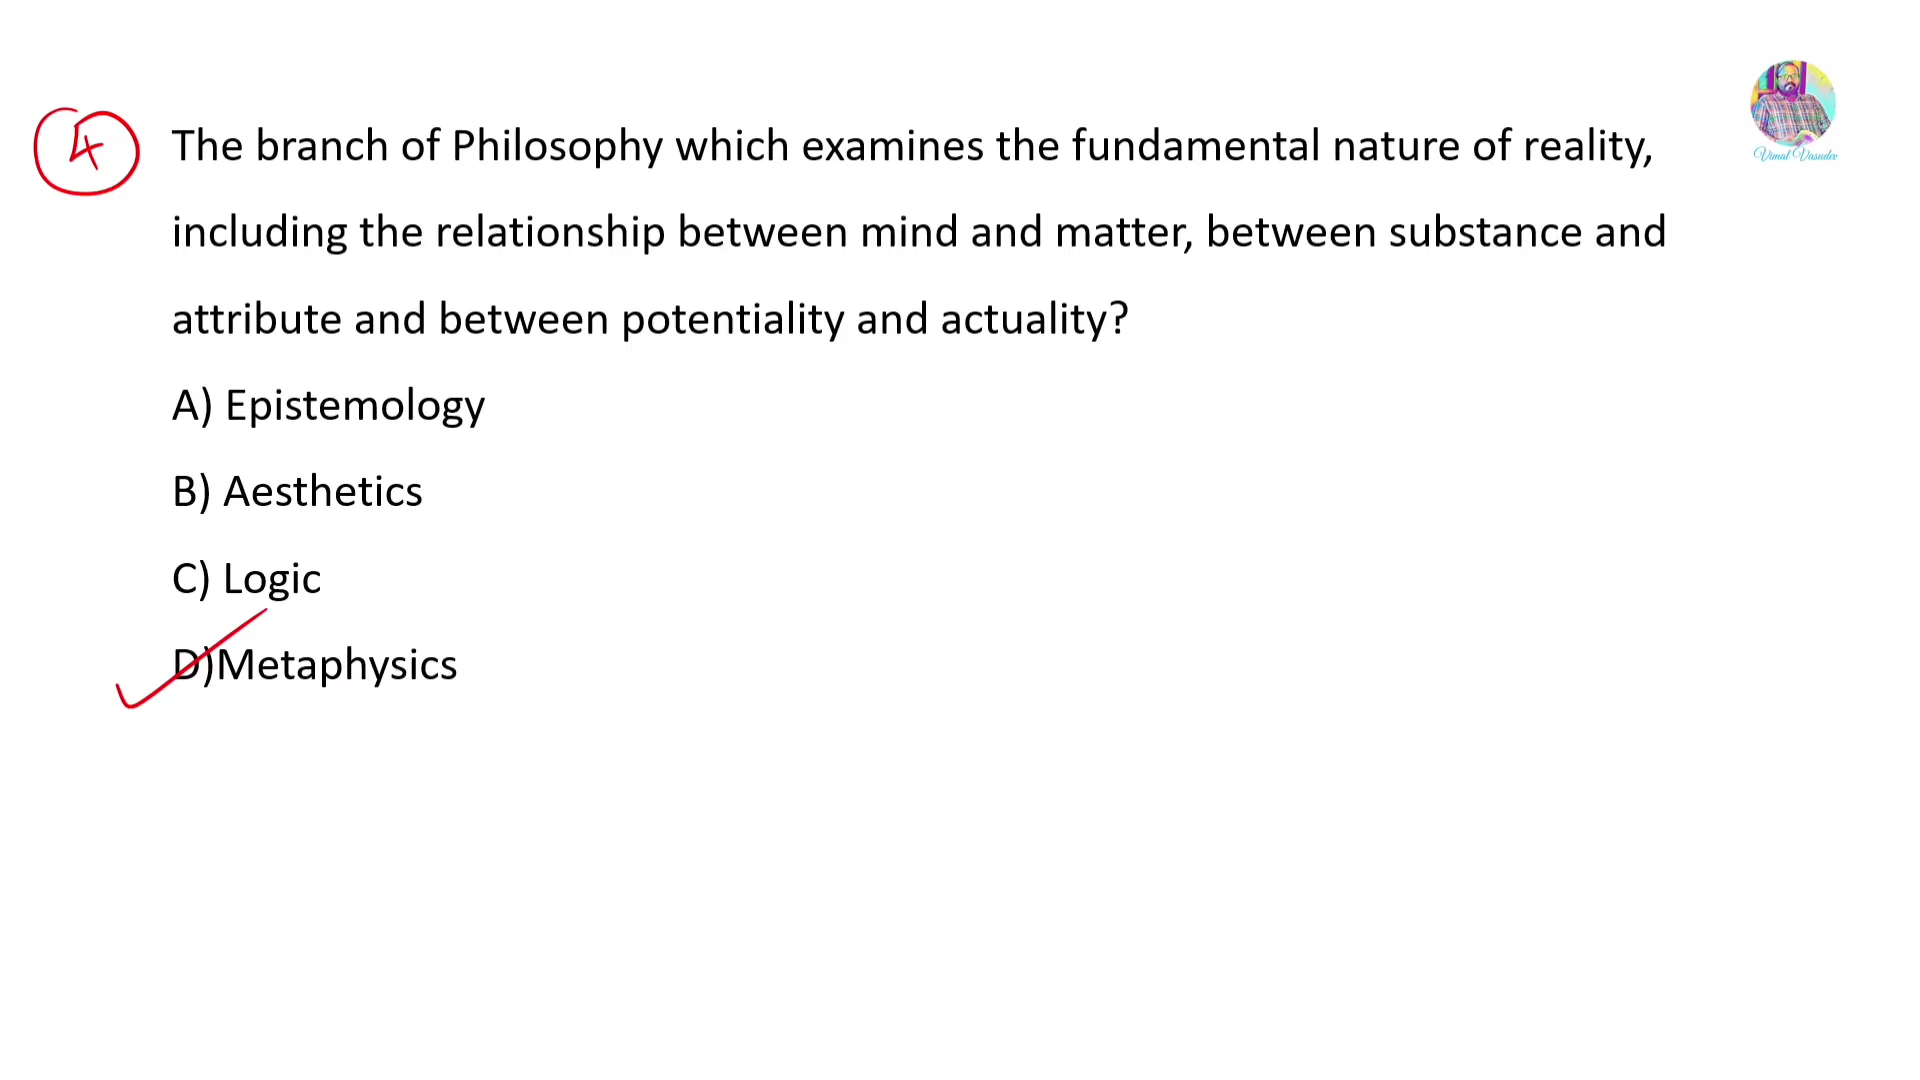 4
The branch of Philosophy which examines the fundamental nature of reality,
including the relationship between mind and matter, between substance and
attribute and between potentiality and actuality?
A) Epistemology
B) Aesthetics
C) Logic
D)Metaphysics
Vimal Vasudev